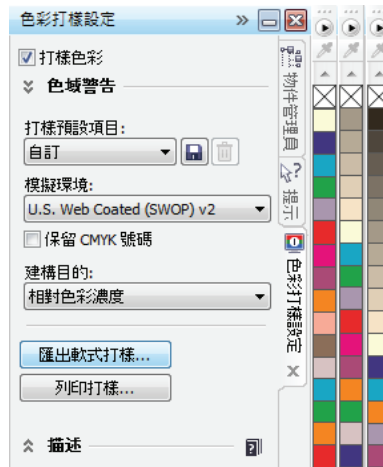 色彩打樣設定
打樣色彩
色域警告
打樣預設項目:
自訂
模擬環境:
U.S. Web Coated (SWOP) v2
保留 CMYK 號碼
建構目的:
相對色彩濃度
匯出軟式打樣...
列印打樣...
描述
物件管理員
提示
色彩打樣設定